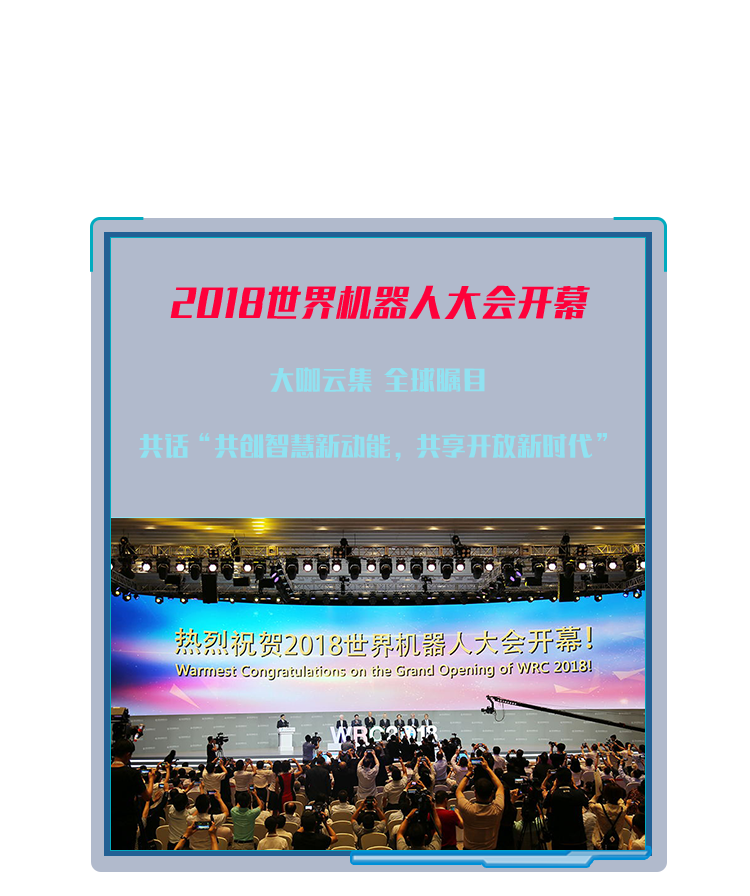 2018世界机器人大会开幕
大咖云集 全球瞩目
共话“共创智慧新动能，共享开放新时代”
热烈祝贺2018世界机器人大会开幕！
Warmest Congratulations on the Grand Opening of WRC 2018!
WRC2018